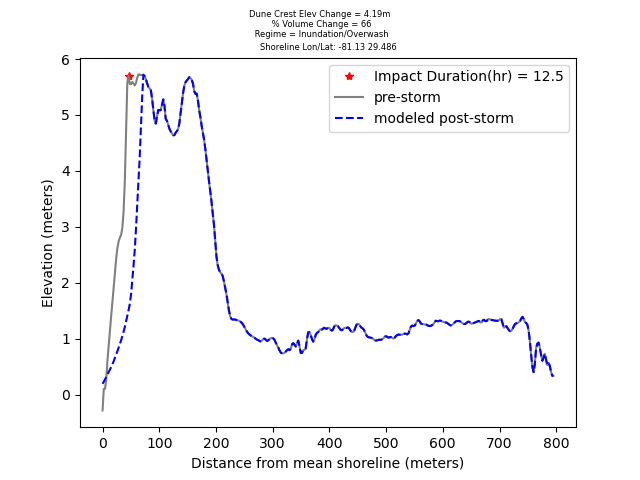 Dune Crest Elev Change = 4.19m
% Volume Change = 66
Regime = Inundation/Overwash
Shoreline Lon/Lat: -81.13 29.486
Impact Duration(hr) = 12.5
pre-storm
modeled post-storm
6
5
4
3
2
1
0
Elevation (meters)
0 100 200 300 400 500 600 700 800
Distance from mean shoreline (meters)